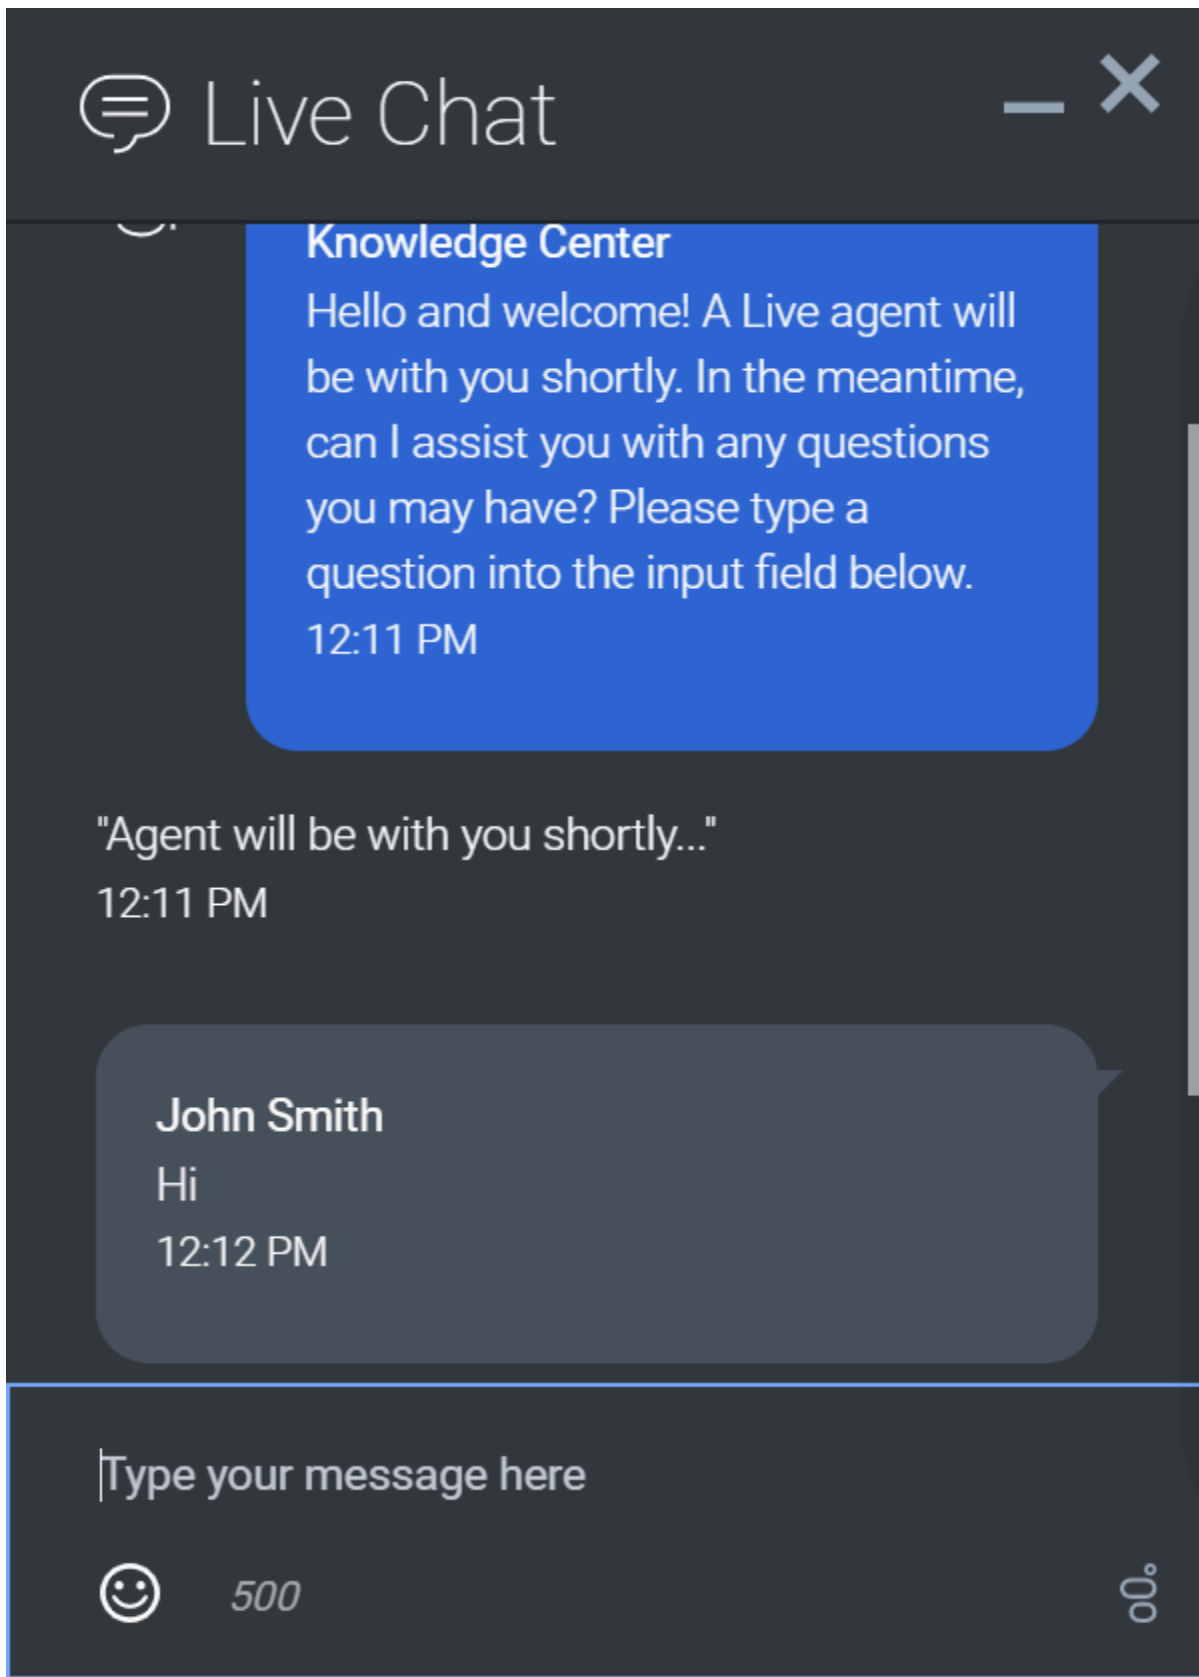 Live Chat
Knowledge Center
Hello and welcome! A Live agent will
be with you shortly. In the meantime,
can I assist you with any questions
you may have? Please type a
question into the input field below.
12:11 PM
"Agent will be with you shortly..."
12:11 PM
John Smith
Hi
12:12 PM
Type your message here
500